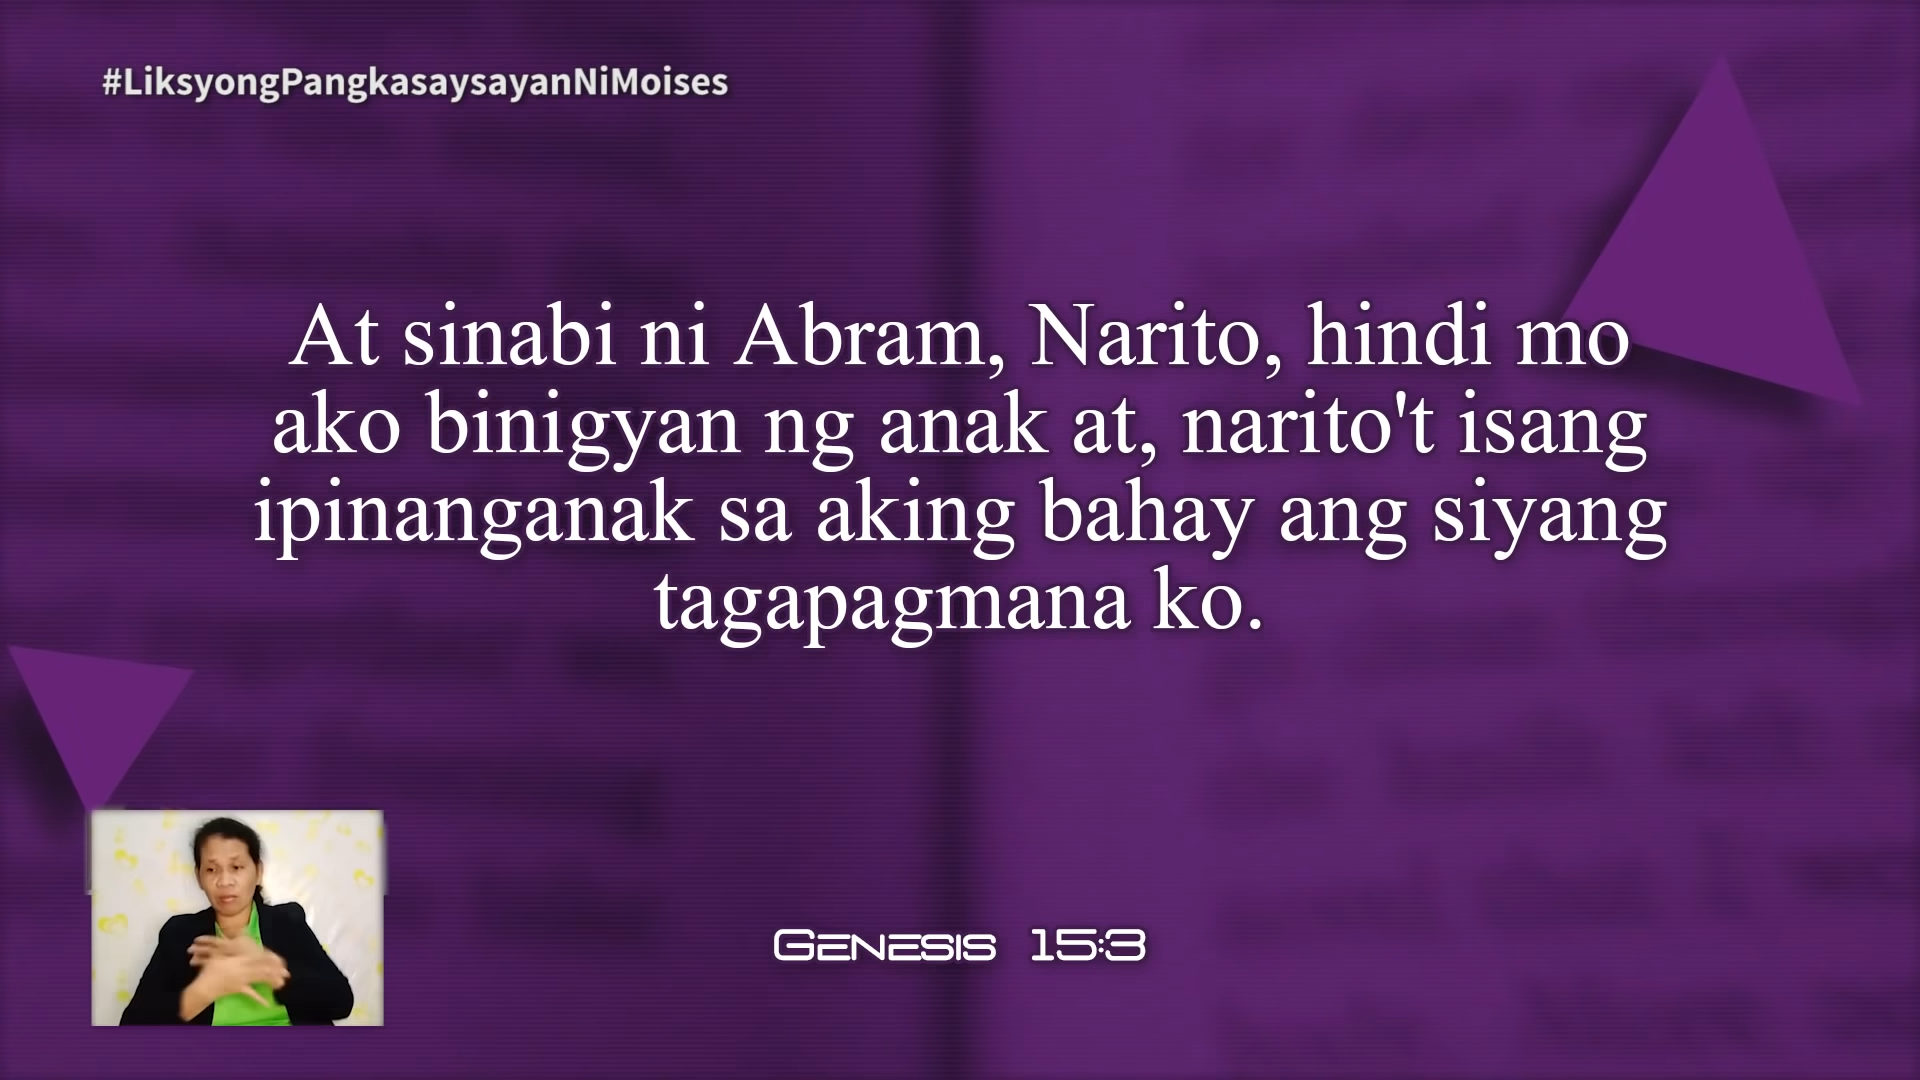 #LiksyongPangkasaysayanNiMoises
At sinabi ni Abram, Narito, hindi mo
ako binigyan ng anak at, narito't isang
ipinanganak sa aking bahay ang siyang
tagapagmana ko.
Genesis 15:3